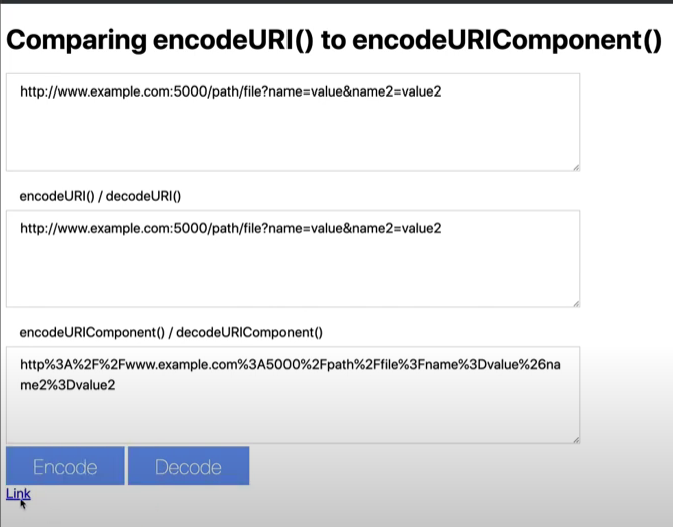 Comparing encodeURI() to encodeURIComponent()
http://www.example.com:5000/path/file?name=value&name2=value2
encodeURI() / decodeURI()
http://www.example.com:5000/path/file?name=value&name2=value2
encodeURIComponent() / decodeURIComponent()
http%3A%2F%2Fwww.example.com%3A5000%2Fpath%2Ffile%3Fname%3Dvalue%26na
me2%3Dvalue2
Encode Decode
Link